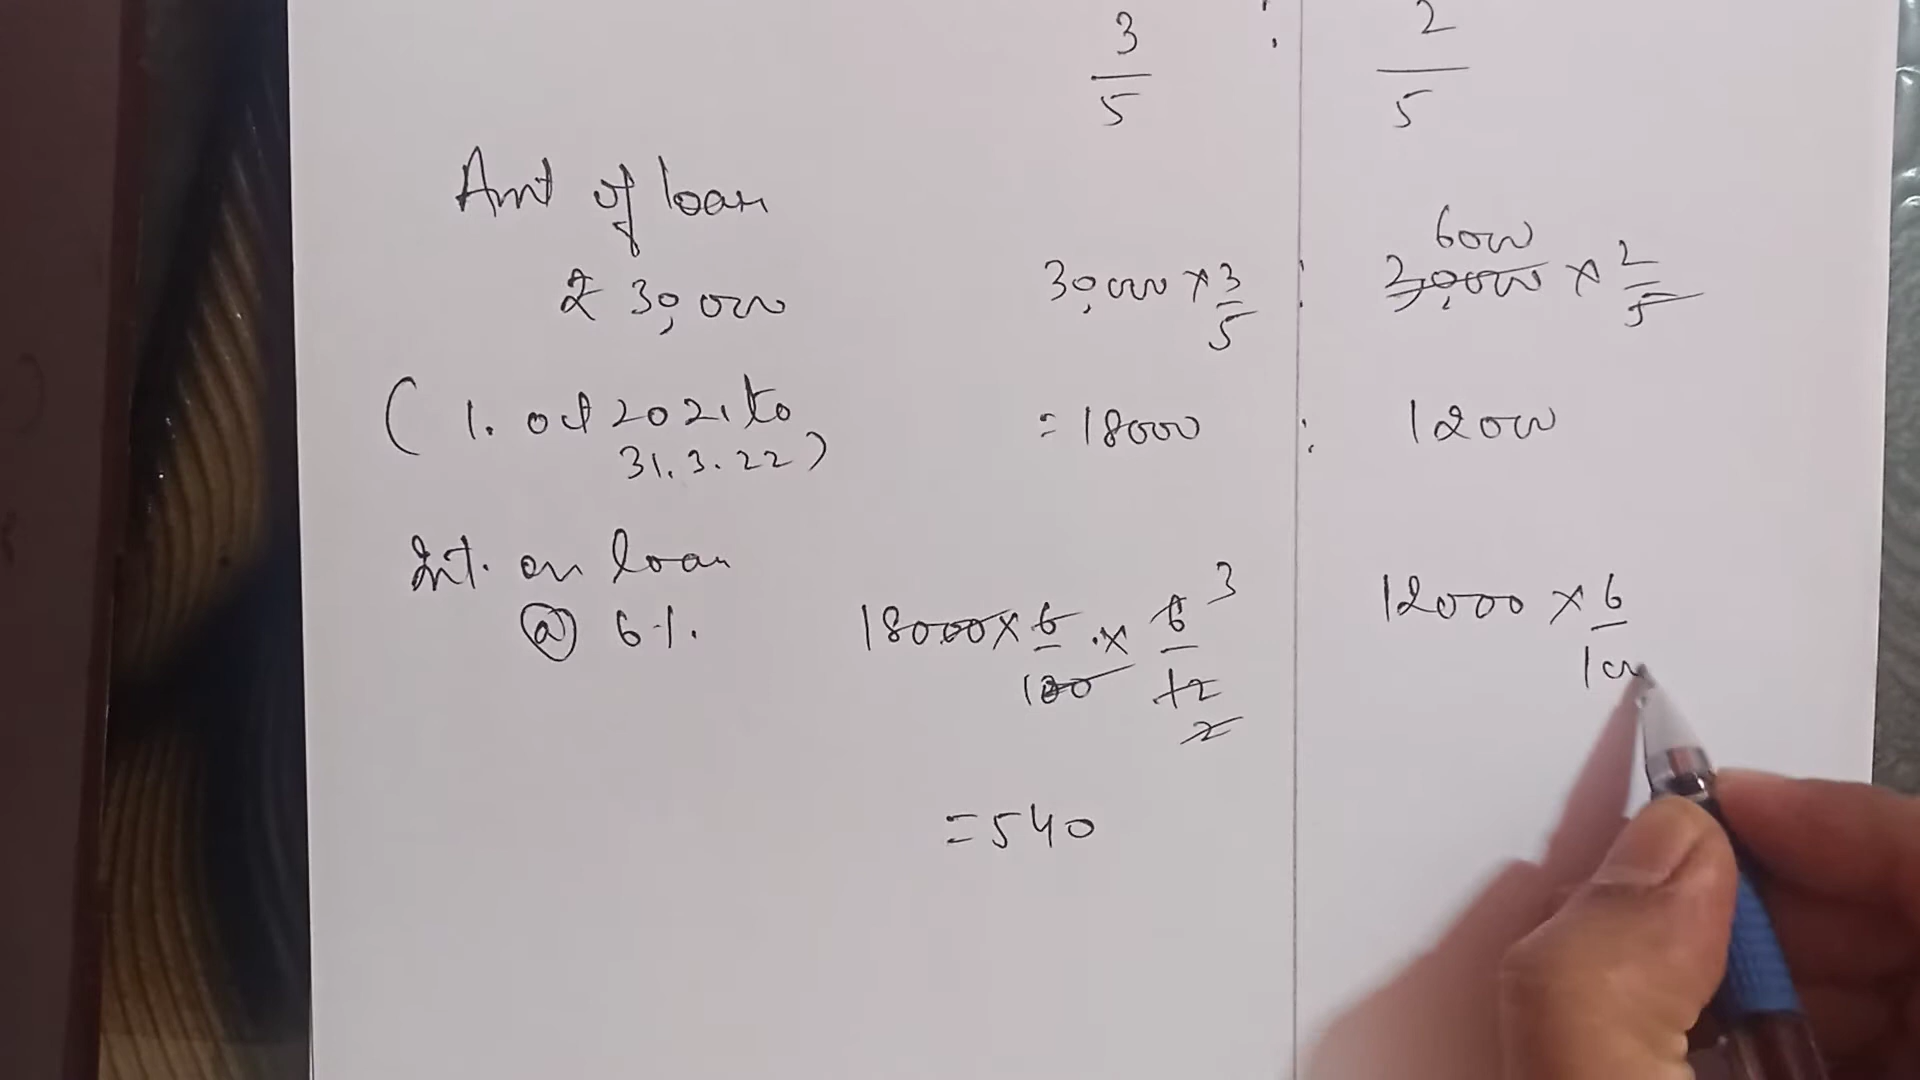 3/5 : 2/5
Amt of loan
6000
₹ 30,000 30,000 × 3/5 : 30,000 × 2/5
( 1. oct 2021 to = 18000 : 12000
31.3.22 )
Int. on loan
@ 6%. 18000 × 6/100 × 6/12 3 12000 × 6/100
2
= 540